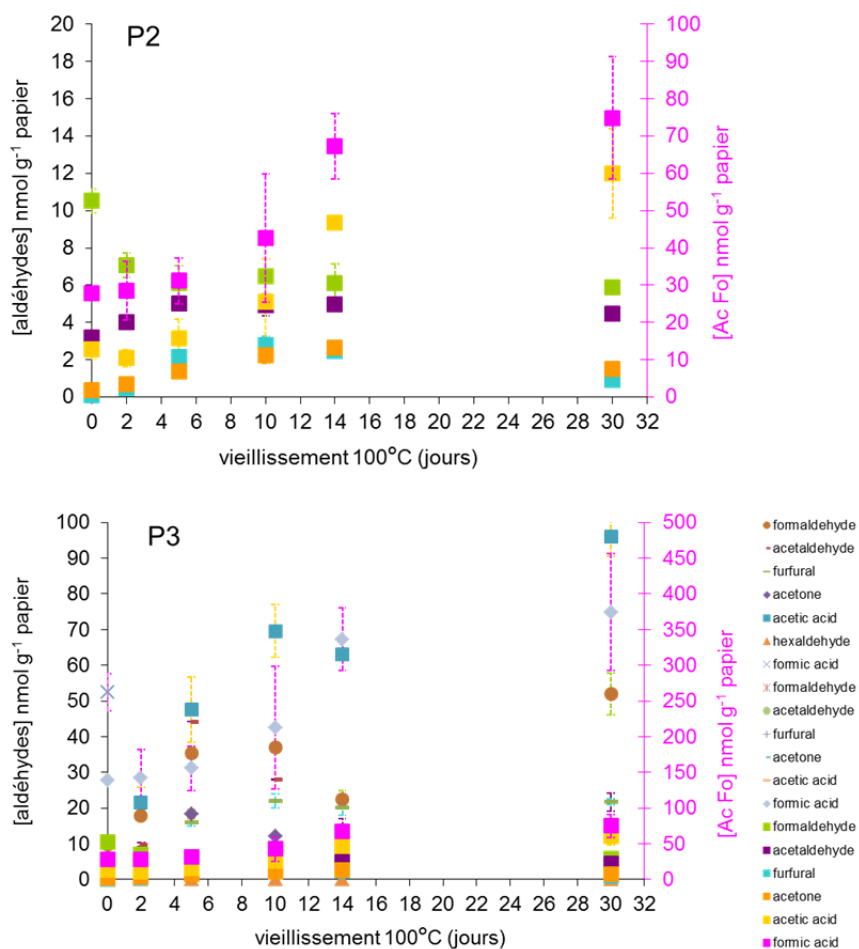 P2
[aldéhydes] nmol g⁻¹ papier
20
18
16
14
12
10
8
6
4
2
0
100
90
80
70
60
50
40
30
20
10
0
[Ac Fo] nmol g⁻¹ papier
0 2 4 6 8 10 12 14 16 18 20 22 24 26 28 30 32
vieillissement 100°C (jours)
P3
[aldéhydes] nmol g⁻¹ papier
100
90
80
70
60
50
40
30
20
10
0
500
450
400
350
300
250
200
150
100
50
0
[Ac Fo] nmol g⁻¹ papier
0 2 4 6 8 10 12 14 16 18 20 22 24 26 28 30 32
vieillissement 100°C (jours)
formaldehyde
acetaldehyde
furfural
acetone
acetic acid
hexaldehyde
formic acid
formaldehyde
acetaldehyde
furfural
acetone
acetic acid
formic acid
formaldehyde
acetaldehyde
furfural
acetone
acetic acid
formic acid